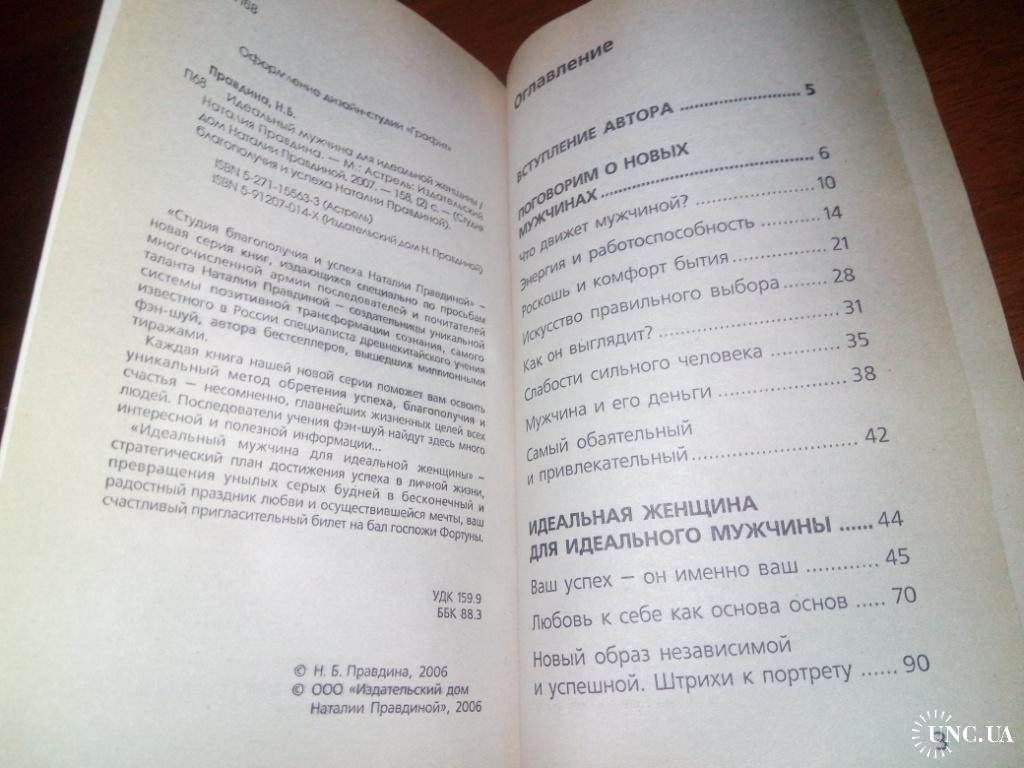 П68
Оформление дизайн-студии «Графит»
Правдина, Н.Б.
П68 Идеальный мужчина для идеальной женщины /
Наталия Правдина. — М.: Астрель: Издательский
дом Наталии Правдиной, 2007. — 158, (2) с. — (Студия
благополучия и успеха Наталии Правдиной).
ISBN 5-271-15563-3 (Астрель)
ISBN 5-91207-014-X (Издательский дом Н. Правдиной)
«Студия благополучия и успеха Наталии Правдиной» –
новая серия книг, издающихся специально по просьбам
многочисленной армии последователей и почитателей
таланта Наталии Правдиной – создательницы уникальной
системы позитивной трансформации сознания, самого
известного в России специалиста древнекитайского учения
фэн-шуй, автора бестселлеров, вышедших миллионными
тиражами.
Каждая книга нашей новой серии поможет вам освоить
уникальный метод обретения успеха, благополучия и
счастья – несомненно, главнейших жизненных целей всех
людей. Последователи учения фэн-шуй найдут здесь много
интересной и полезной информации...
«Идеальный мужчина для идеальной женщины» –
стратегический план достижения успеха в личной жизни,
превращения унылых серых будней в бесконечный и
радостный праздник любви и осуществившейся мечты, ваш
счастливый пригласительный билет на бал госпожи Фортуны.
УДК 159.9
ББК 88.3
© Н. Б. Правдина, 2006
© ООО «Издательский дом
Наталии Правдиной», 2006
Оглавление
ВСТУПЛЕНИЕ АВТОРА ........................ 5
ПОГОВОРИМ О НОВЫХ
МУЖЧИНАХ ........................ 6
Что движет мужчиной? ........................ 10
Энергия и работоспособность ............ 14
Роскошь и комфорт бытия ............ 21
Искусство правильного выбора ......... 28
Как он выглядит? ........................ 31
Слабости сильного человека ............ 35
Мужчина и его деньги ................ 38
Самый обаятельный
и привлекательный ................ 42
ИДЕАЛЬНАЯ ЖЕНЩИНА
ДЛЯ ИДЕАЛЬНОГО МУЖЧИНЫ ...... 44
Ваш успех – он именно ваш ............ 45
Любовь к себе как основа основ ..... 70
Новый образ независимой
и успешной. Штрихи к портрету ...... 90
3
UNC.UA